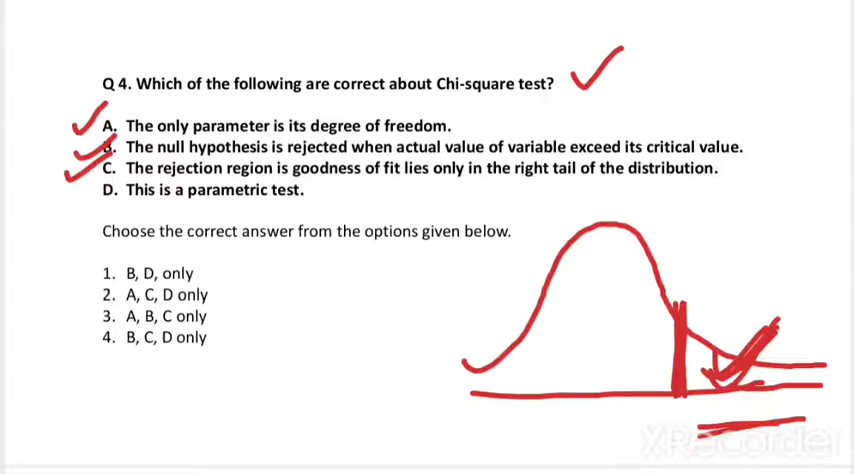 Q 4. Which of the following are correct about Chi-square test?
A. The only parameter is its degree of freedom.
B. The null hypothesis is rejected when actual value of variable exceed its critical value.
C. The rejection region is goodness of fit lies only in the right tail of the distribution.
D. This is a parametric test.
Choose the correct answer from the options given below.
1. B, D, only
2. A, C, D only
3. A, B, C only
4. B, C, D only
XRecorder